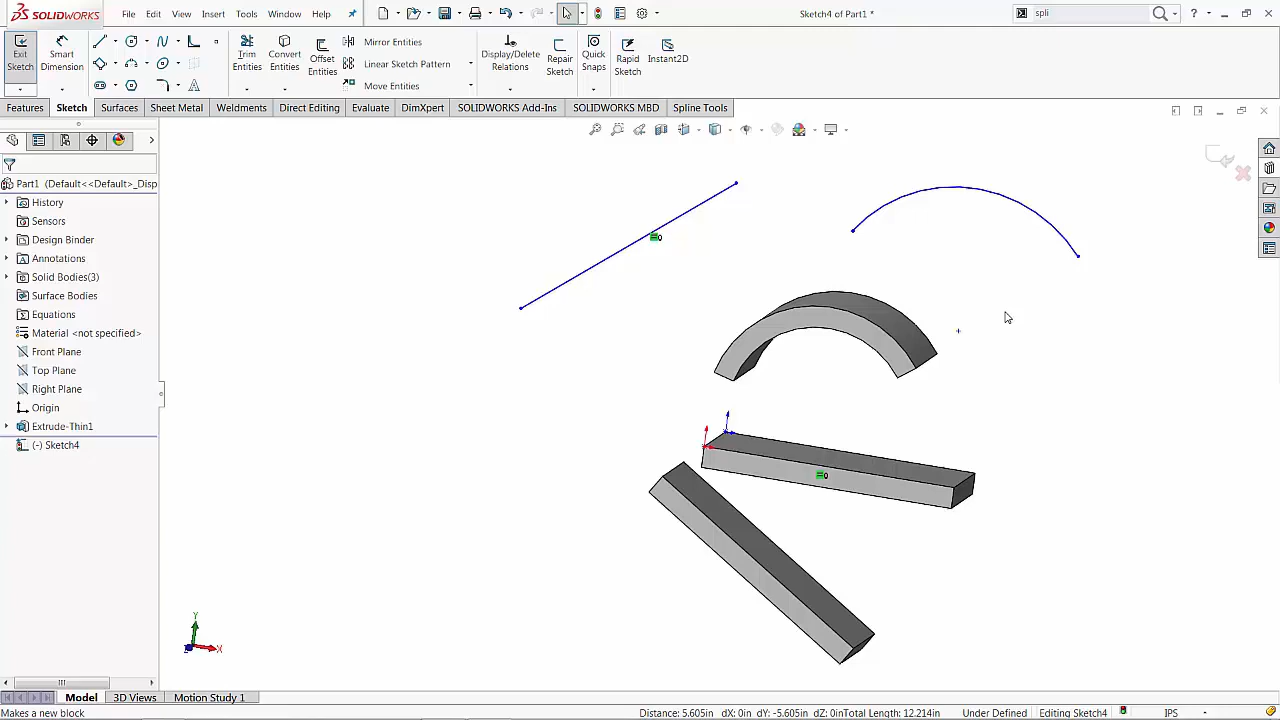 SOLIDWORKS File Edit View Insert Tools Window Help Sketch4 of Part1 * spli
Exit Sketch Smart Dimension Trim Entities Convert Entities Offset Entities Mirror Entities Linear Sketch Pattern Move Entities Display/Delete Relations Repair Sketch Quick Snaps Rapid Sketch Instant2D
Features Sketch Surfaces Sheet Metal Weldments Direct Editing Evaluate DimXpert SOLIDWORKS Add-Ins SOLIDWORKS MBD Spline Tools
Part1 (Default<<Default>_Disp
History
Sensors
Design Binder
Annotations
Solid Bodies(3)
Surface Bodies
Equations
Material <not specified>
Front Plane
Top Plane
Right Plane
Origin
Extrude-Thin1
(-) Sketch4
0
0
Y
X
Z
Model 3D Views Motion Study 1
Makes a new block Distance: 5.605in dX: 0in dY: -5.605in dZ: 0inTotal Length: 12.214in Under Defined Editing Sketch4 IPS